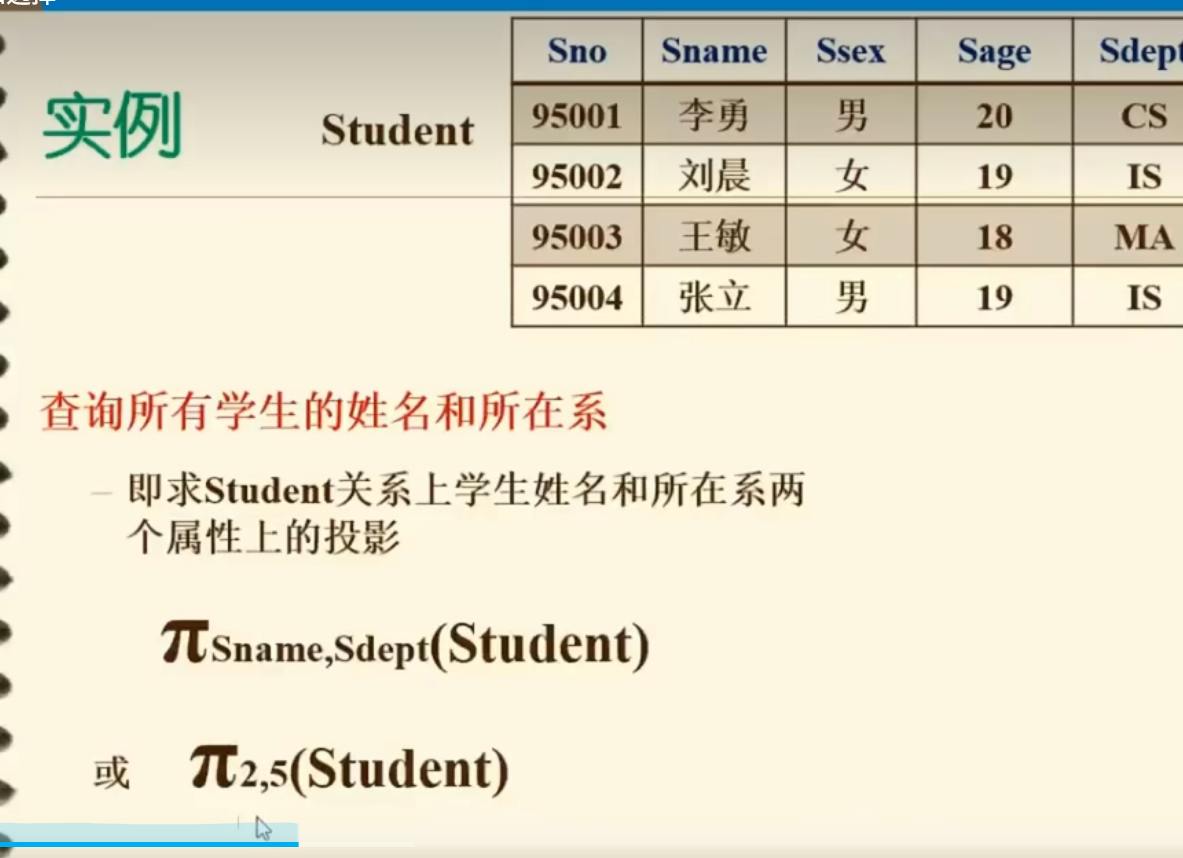 Sno Sname Ssex Sage Sdept
实例 Student
95001 李勇 男 20 CS
95002 刘晨 女 19 IS
95003 王敏 女 18 MA
95004 张立 男 19 IS
查询所有学生的姓名和所在系
– 即求Student关系上学生姓名和所在系两
个属性上的投影
πSname,Sdept(Student)
或 π2,5(Student)